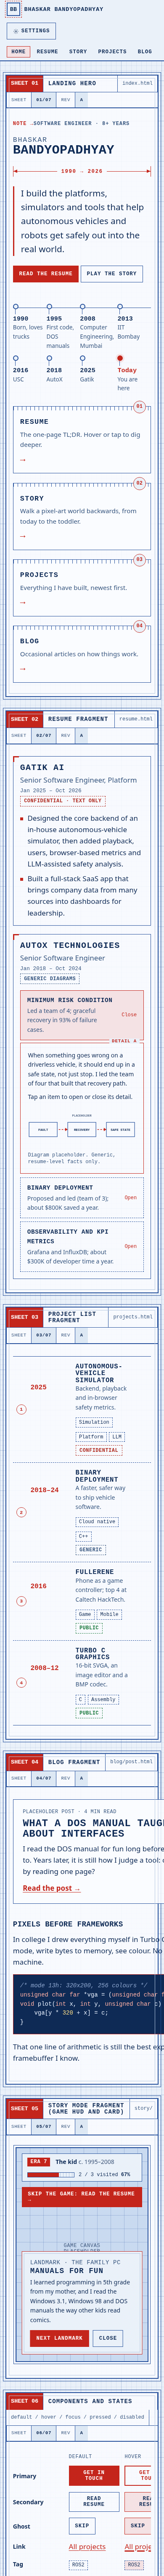 BB BHASKAR BANDYOPADHYAY
SETTINGS
HOME RESUME STORY PROJECTS BLOG
SHEET 01 LANDING HERO index.html
SHEET 01/07 REV A
NOTE SOFTWARE ENGINEER · 8+ YEARS
BHASKAR
BANDYOPADHYAY
1990 — 2026
I build the platforms,
simulators and tools that help
autonomous vehicles and
robots get safely out into the
real world.
READ THE RESUME PLAY THE STORY
1990 1995 2008 2013
Born, loves First code, Computer IIT
trucks DOS Engineering, Bombay
manuals Mumbai
2016 2018 2025 Today
USC AutoX Gatik You are
here
01
RESUME
The one-page TL;DR. Hover or tap to dig
deeper.
→
02
STORY
Walk a pixel-art world backwards, from
today to the toddler.
→
03
PROJECTS
Everything I have built, newest first.
→
04
BLOG
Occasional articles on how things work.
→
SHEET 02 RESUME FRAGMENT resume.html
SHEET 02/07 REV A
GATIK AI
Senior Software Engineer, Platform
Jan 2025 – Oct 2026
CONFIDENTIAL · TEXT ONLY
Designed the core backend of an
in-house autonomous-vehicle
simulator, then added playback,
users, browser-based metrics and
LLM-assisted safety analysis.
Built a full-stack SaaS app that
brings company data from many
sources into dashboards for
leadership.
AUTOX TECHNOLOGIES
Senior Software Engineer
Jan 2018 – Oct 2024
GENERIC DIAGRAMS
MINIMUM RISK CONDITION
Led a team of 4; graceful
recovery in 93% of failure
cases.
Close
DETAIL A
When something goes wrong on a
driverless vehicle, it should end up in a
safe state, not just stop. I led the team
of four that built that recovery path.
Tap an item to open or close its detail.
PLACEHOLDER
FAULT RECOVERY SAFE STATE
Diagram placeholder. Generic,
resume-level facts only.
BINARY DEPLOYMENT
Proposed and led (team of 3);
about $800K saved a year.
Open
OBSERVABILITY AND KPI
METRICS
Grafana and InfluxDB; about
$300K of developer time a year.
Open
SHEET 03 PROJECT LIST
FRAGMENT projects.html
SHEET 03/07 REV A
1 2025
AUTONOMOUS-
VEHICLE
SIMULATOR
Backend, playback
and in-browser
safety metrics.
Simulation
Platform LLM
CONFIDENTIAL
2 2018–24
BINARY
DEPLOYMENT
A faster, safer way
to ship vehicle
software.
Cloud native
C++
GENERIC
3 2016
FULLERENE
Phone as a game
controller; top 4 at
Caltech HackTech.
Game Mobile
PUBLIC
4 2008–12
TURBO C
GRAPHICS
16-bit SVGA, an
image editor and a
BMP codec.
C Assembly
PUBLIC
SHEET 04 BLOG FRAGMENT blog/post.html
SHEET 04/07 REV A
PLACEHOLDER POST · 4 MIN READ
WHAT A DOS MANUAL TAUG
ABOUT INTERFACES
I read the DOS manual for fun long before
to. Years later, it is still how I judge a tool:
by reading one page?
Read the post →
PIXELS BEFORE FRAMEWORKS
In college I drew everything myself in Turbo
mode, write bytes to memory, see colour. No
machine.
/* mode 13h: 320x200, 256 colours */
unsigned char far *vga = (unsigned char f
void plot(int x, int y, unsigned char c)
vga[y * 320 + x] = c;
}
That one line of arithmetic is still the best exp
framebuffer I know.
SHEET 05 STORY MODE FRAGMENT
(GAME HUD AND CARD) story/
SHEET 05/07 REV A
ERA 7 The kid c. 1995–2008
2 / 3 visited 67%
SKIP THE GAME: READ THE RESUME
→
GAME CANVAS
PLACEHOLDER
LANDMARK · THE FAMILY PC
MANUALS FOR FUN
I learned programming in 5th grade
from my mother, and I read the
Windows 3.1, Windows 98 and DOS
manuals the way other kids read
comics.
NEXT LANDMARK CLOSE
SHEET 06 COMPONENTS AND STATES
default / hover / focus / pressed / disabled
SHEET 06/07 REV A
DEFAULT HOVER
Primary GET IN
TOUCH
GET
TOU
Secondary READ
RESUME
REA
RESU
Ghost SKIP SKIP
Link All projects All proje
Tag ROS2 ROS2